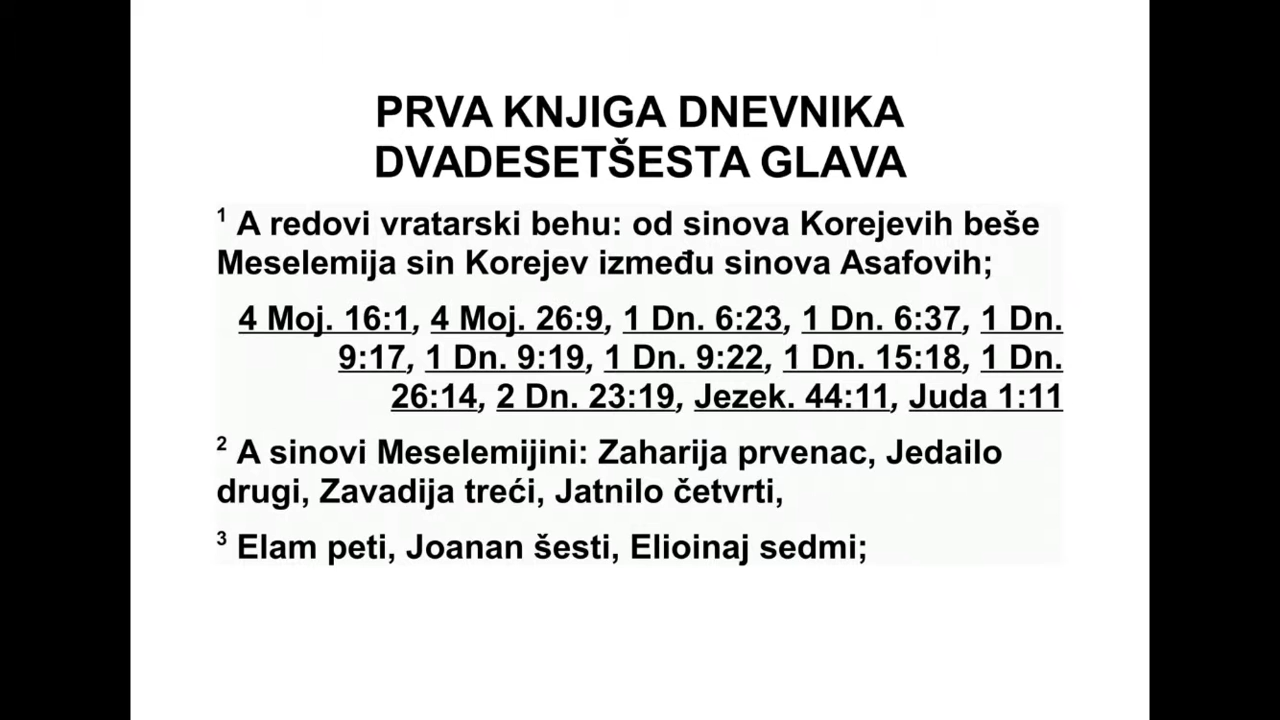 PRVA KNJIGA DNEVNIKA
DVADESETŠESTA GLAVA
1 A redovi vratarski behu: od sinova Korejevih beše
Meselemija sin Korejev između sinova Asafovih;
4 Moj. 16:1, 4 Moj. 26:9, 1 Dn. 6:23, 1 Dn. 6:37, 1 Dn.
9:17, 1 Dn. 9:19, 1 Dn. 9:22, 1 Dn. 15:18, 1 Dn.
26:14, 2 Dn. 23:19, Jezek. 44:11, Juda 1:11
2 A sinovi Meselemijini: Zaharija prvenac, Jedailo
drugi, Zavadija treći, Jatnilo četvrti,
3 Elam peti, Joanan šesti, Elioinaj sedmi;